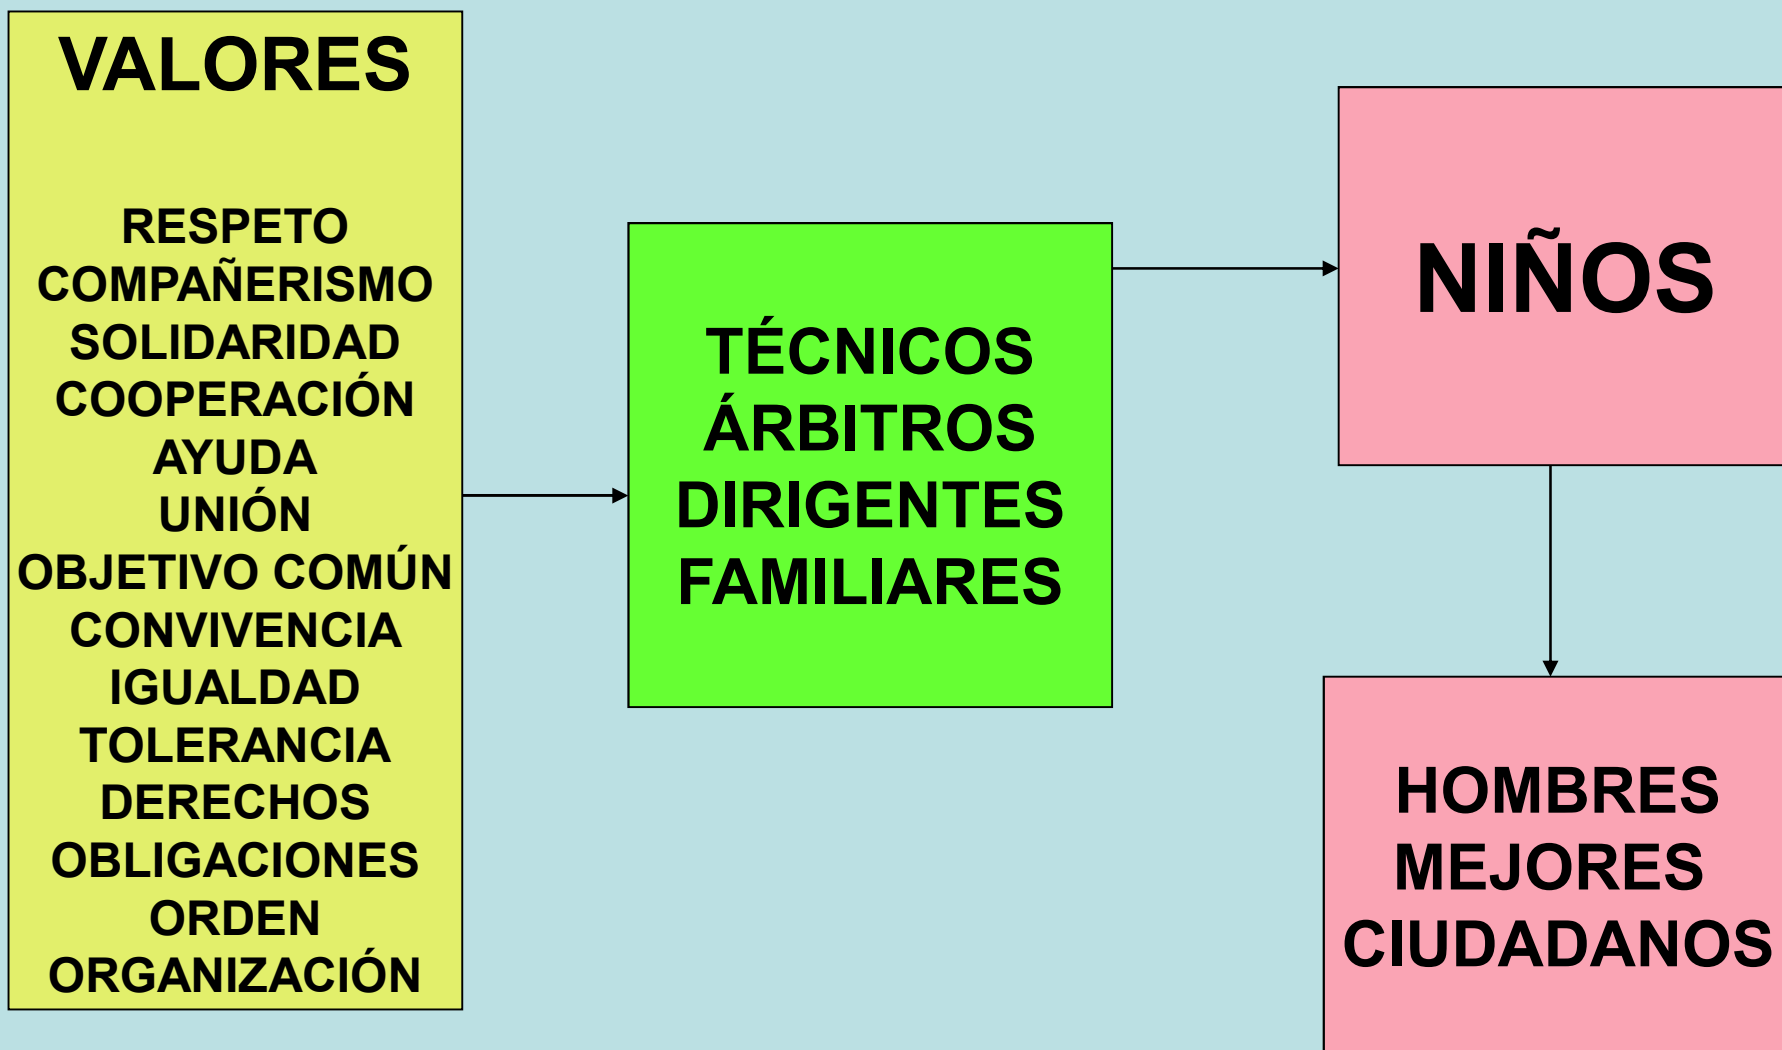 VALORES
RESPETO
COMPAÑERISMO
SOLIDARIDAD
COOPERACIÓN
AYUDA
UNIÓN
OBJETIVO COMÚN
CONVIVENCIA
IGUALDAD
TOLERANCIA
DERECHOS
OBLIGACIONES
ORDEN
ORGANIZACIÓN
TÉCNICOS
ÁRBITROS
DIRIGENTES
FAMILIARES
NIÑOS
HOMBRES
MEJORES
CIUDADANOS